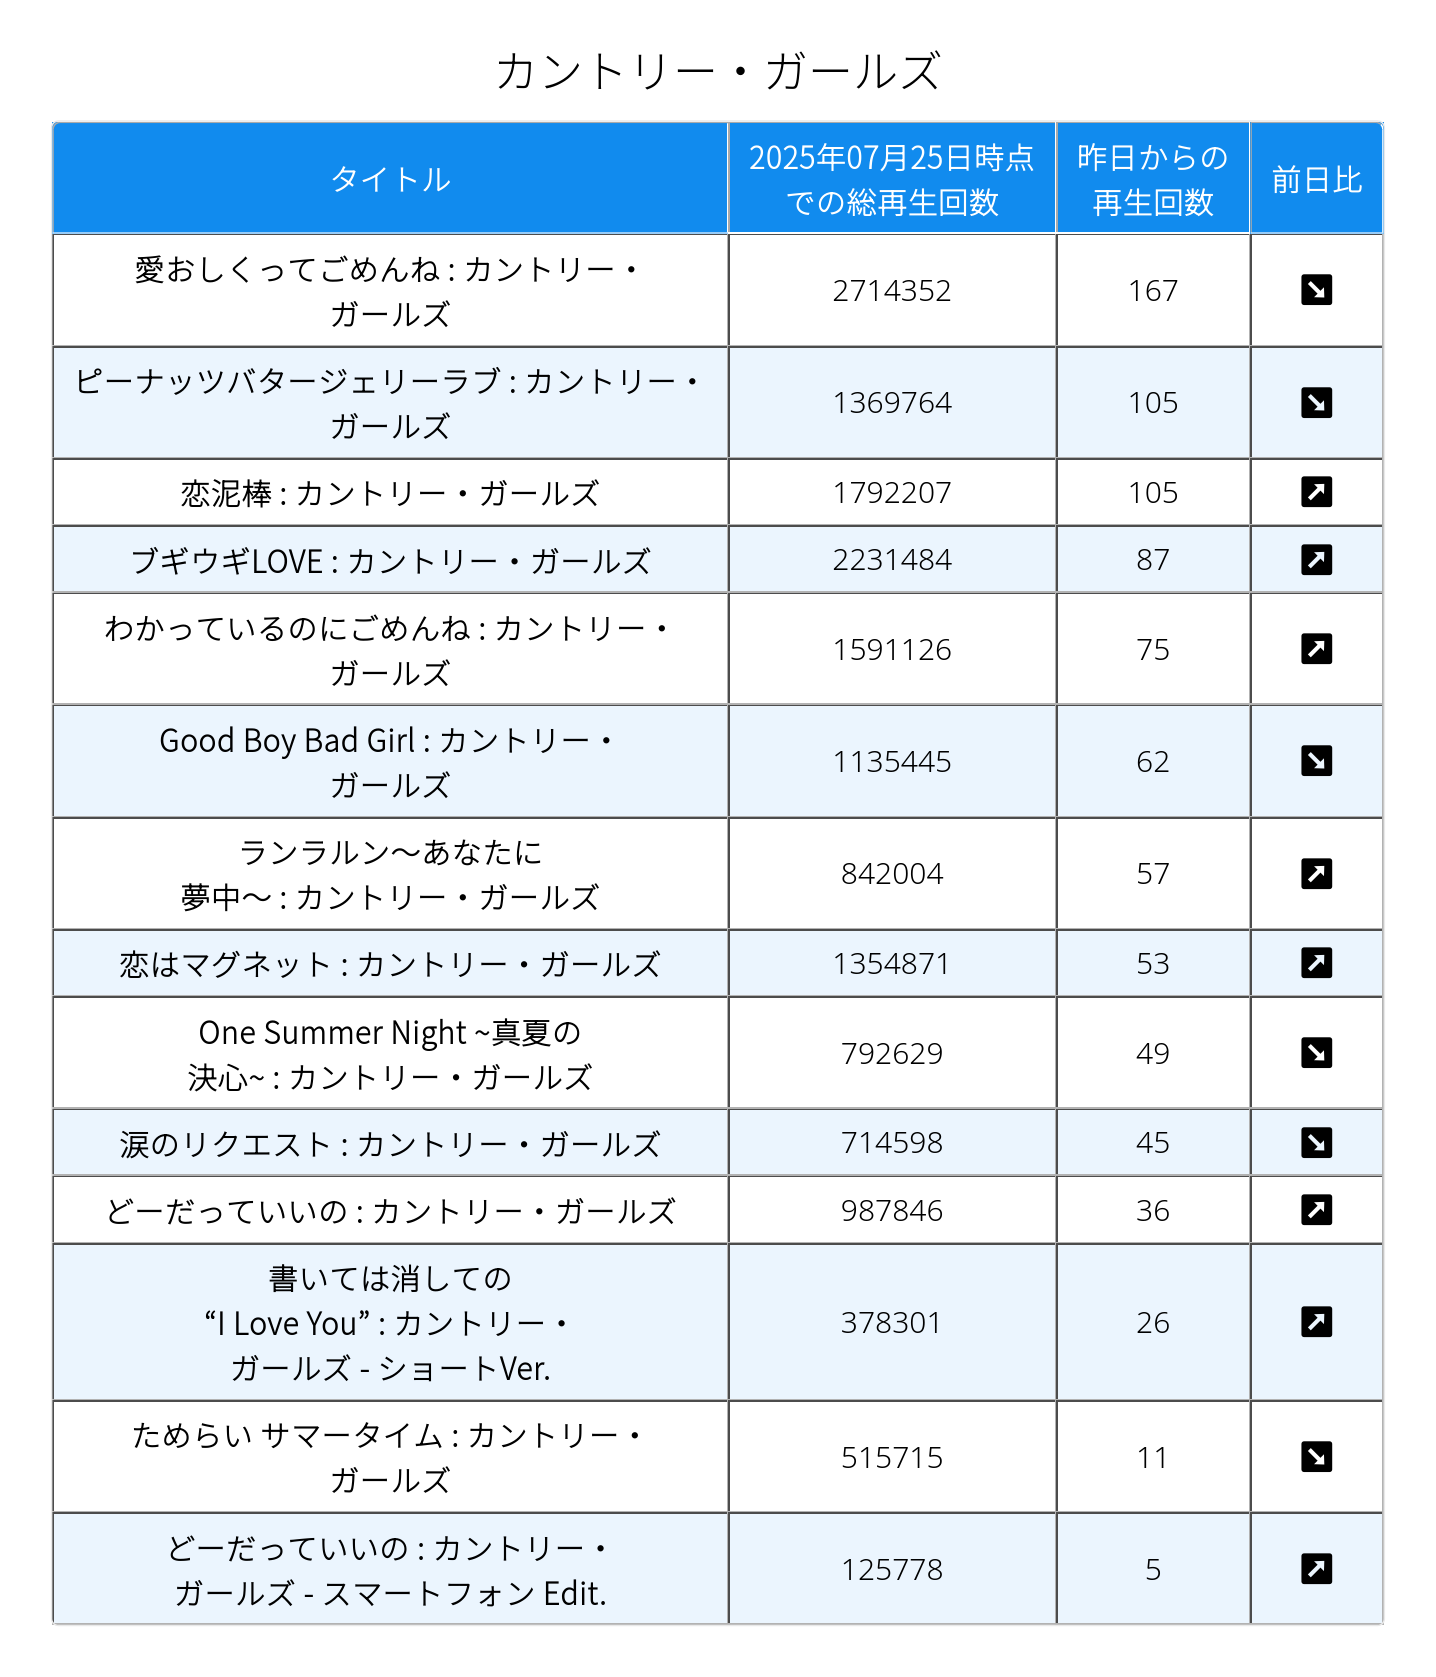 カントリー・ガールズ
タイトル
2025年07月25日時点
での総再生回数
昨日からの
再生回数
前日比
愛おしくってごめんね : カントリー・
ガールズ
2714352
167
ピーナッツバタージェリーラブ : カントリー・
ガールズ
1369764
105
恋泥棒 : カントリー・ガールズ
1792207
105
ブギウギLOVE : カントリー・ガールズ
2231484
87
わかっているのにごめんね : カントリー・
ガールズ
1591126
75
Good Boy Bad Girl : カントリー・
ガールズ
1135445
62
ランラルン〜あなたに
夢中〜 : カントリー・ガールズ
842004
57
恋はマグネット : カントリー・ガールズ
1354871
53
One Summer Night ~真夏の
決心~ : カントリー・ガールズ
792629
49
涙のリクエスト : カントリー・ガールズ
714598
45
どーだっていいの : カントリー・ガールズ
987846
36
書いては消しての
“I Love You” : カントリー・
ガールズ - ショートVer.
378301
26
ためらい サマータイム : カントリー・
ガールズ
515715
11
どーだっていいの : カントリー・
ガールズ - スマートフォン Edit.
125778
5